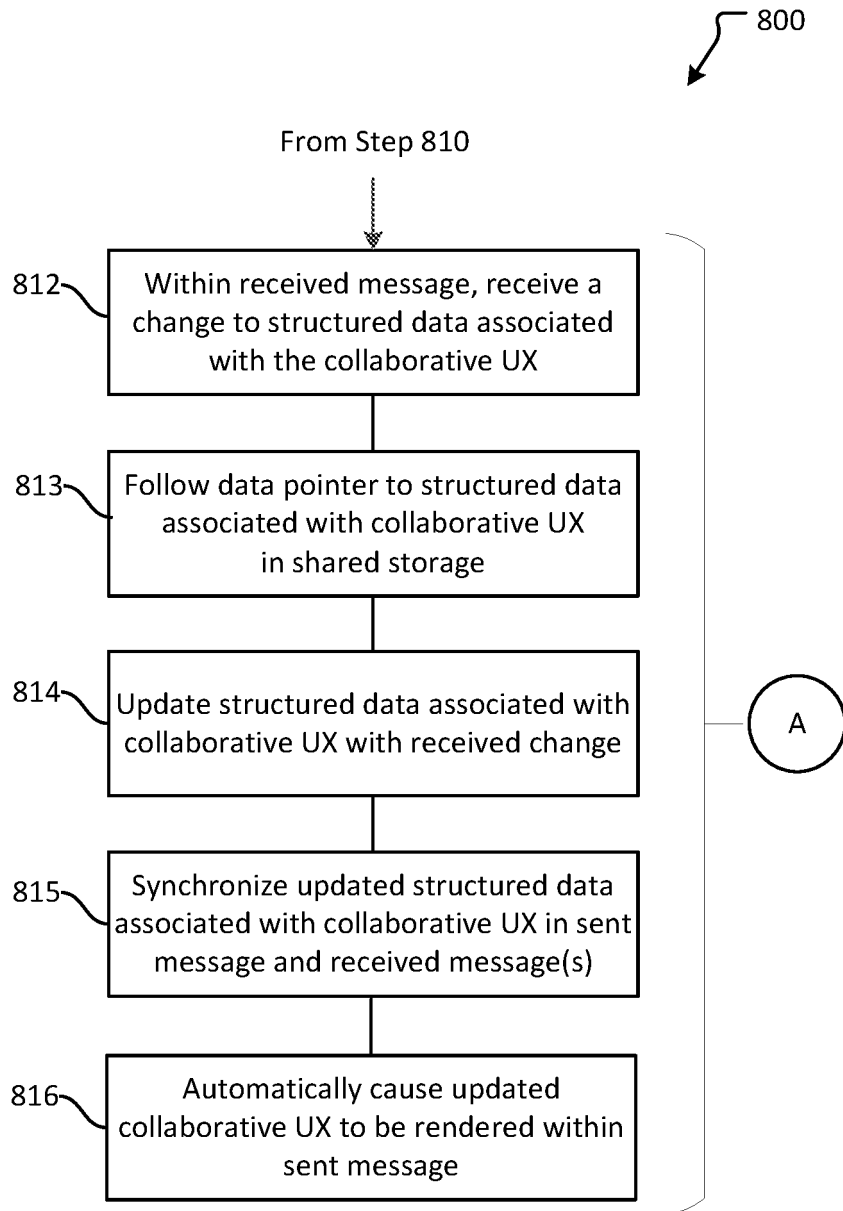 800
From Step 810
812
Within received message, receive a
change to structured data associated
with the collaborative UX
813
Follow data pointer to structured data
associated with collaborative UX
in shared storage
814
Update structured data associated with
collaborative UX with received change
A
815
Synchronize updated structured data
associated with collaborative UX in sent
message and received message(s)
816
Automatically cause updated
collaborative UX to be rendered within
sent message